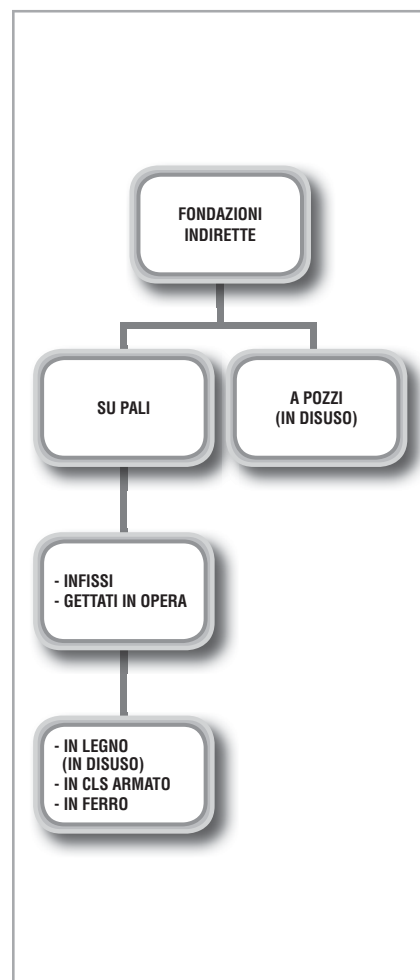 FONDAZIONI
INDIRETTE
SU PALI
A POZZI
(IN DISUSO)
- INFISSI
- GETTATI IN OPERA
- IN LEGNO
(IN DISUSO)
- IN CLS ARMATO
- IN FERRO